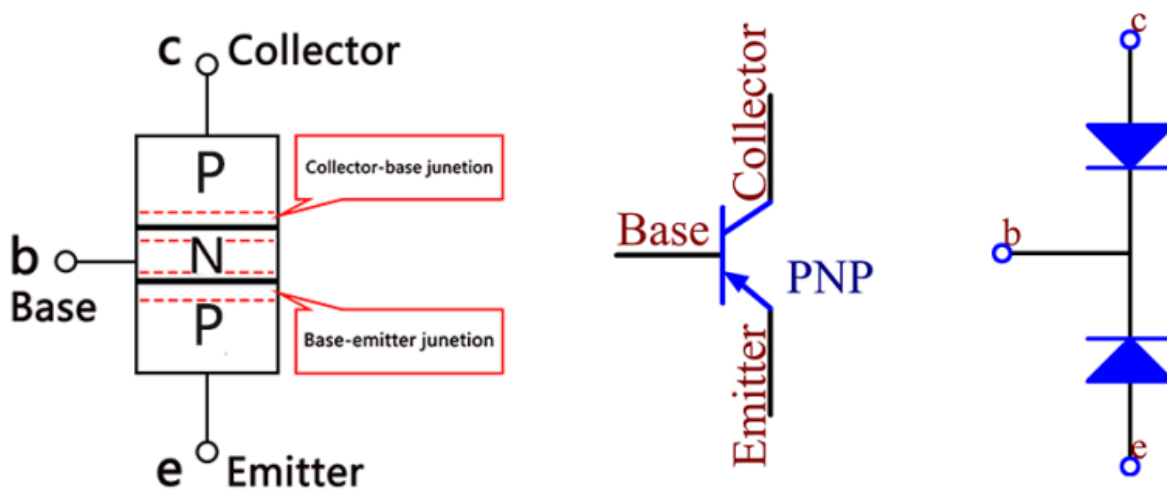 c Collector
P
Collector-base junetion
b
N
Base
P
Base-emitter junetion
e Emitter
Collector
Base
PNP
Emitter
c
b
e